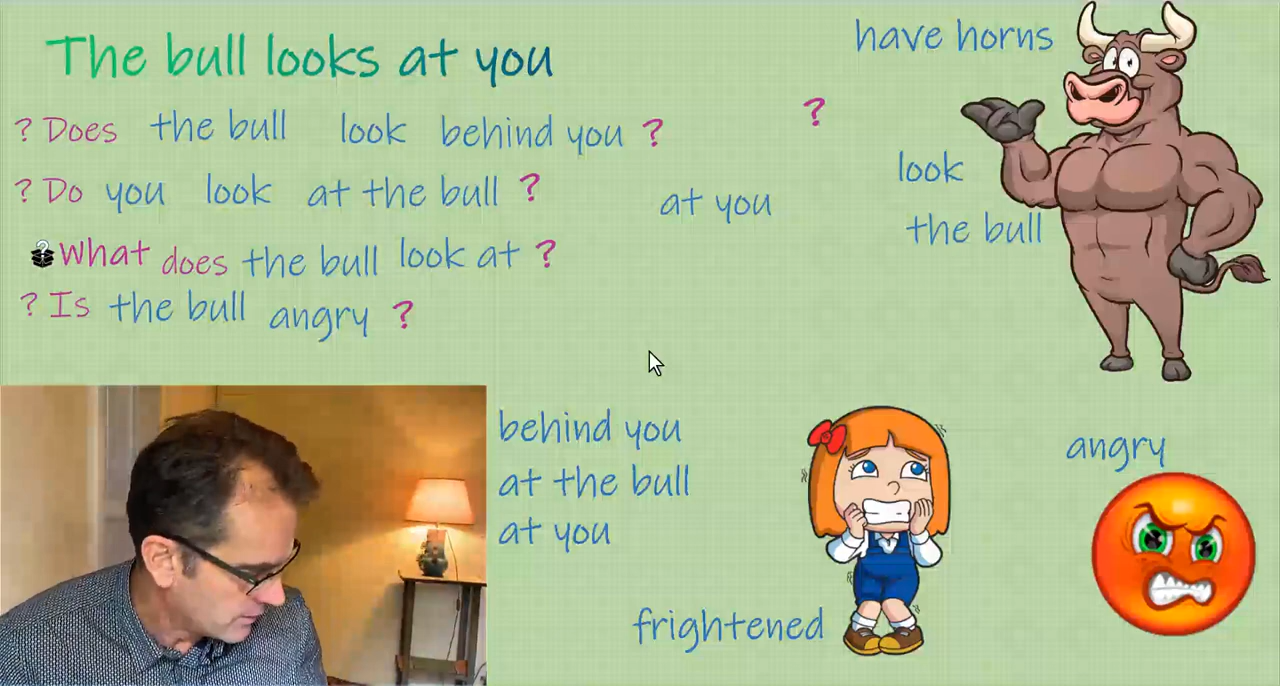 The bull looks at you
have horns
? Does the bull look behind you ?
?
? Do you look at the bull ?
at you
look
the bull
What does the bull look at ?
? Is the bull angry ?
behind you
at the bull
at you
angry
frightened